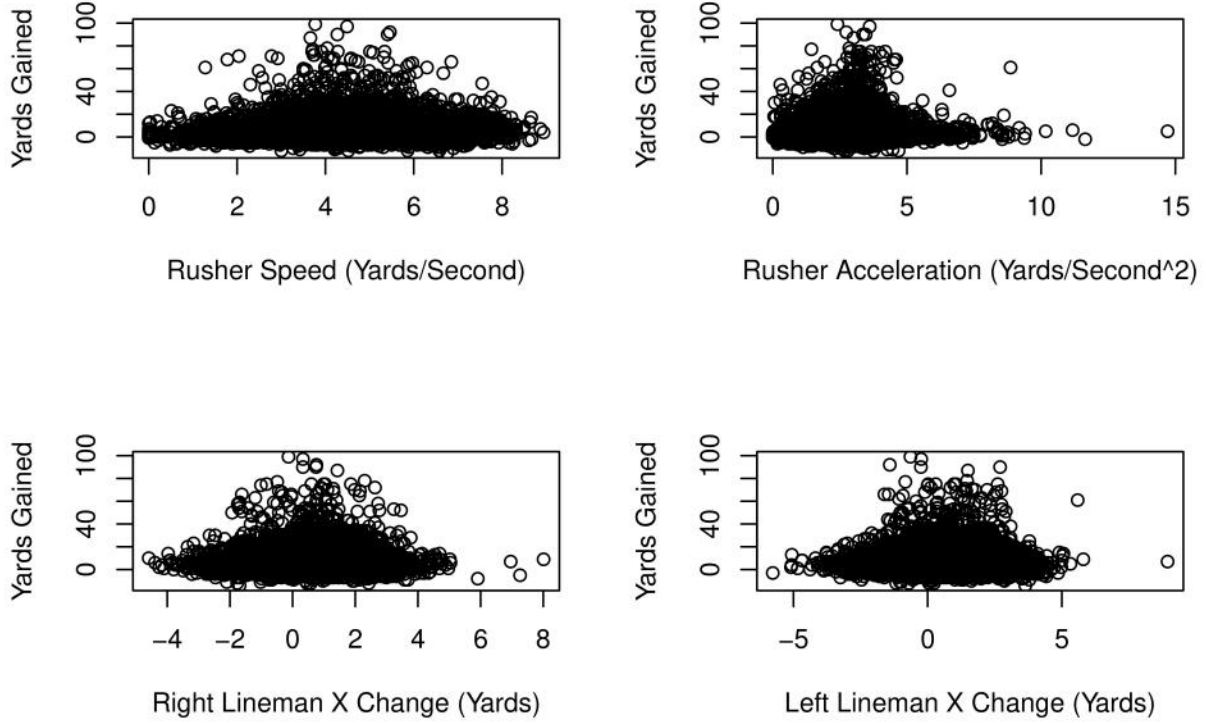 Yards Gained
100
40
0
0 2 4 6 8
Rusher Speed (Yards/Second)
Yards Gained
100
40
0
0 5 10 15
Rusher Acceleration (Yards/Second^2)
Yards Gained
100
40
0
−4 −2 0 2 4 6 8
Right Lineman X Change (Yards)
Yards Gained
100
40
0
−5 0 5
Left Lineman X Change (Yards)